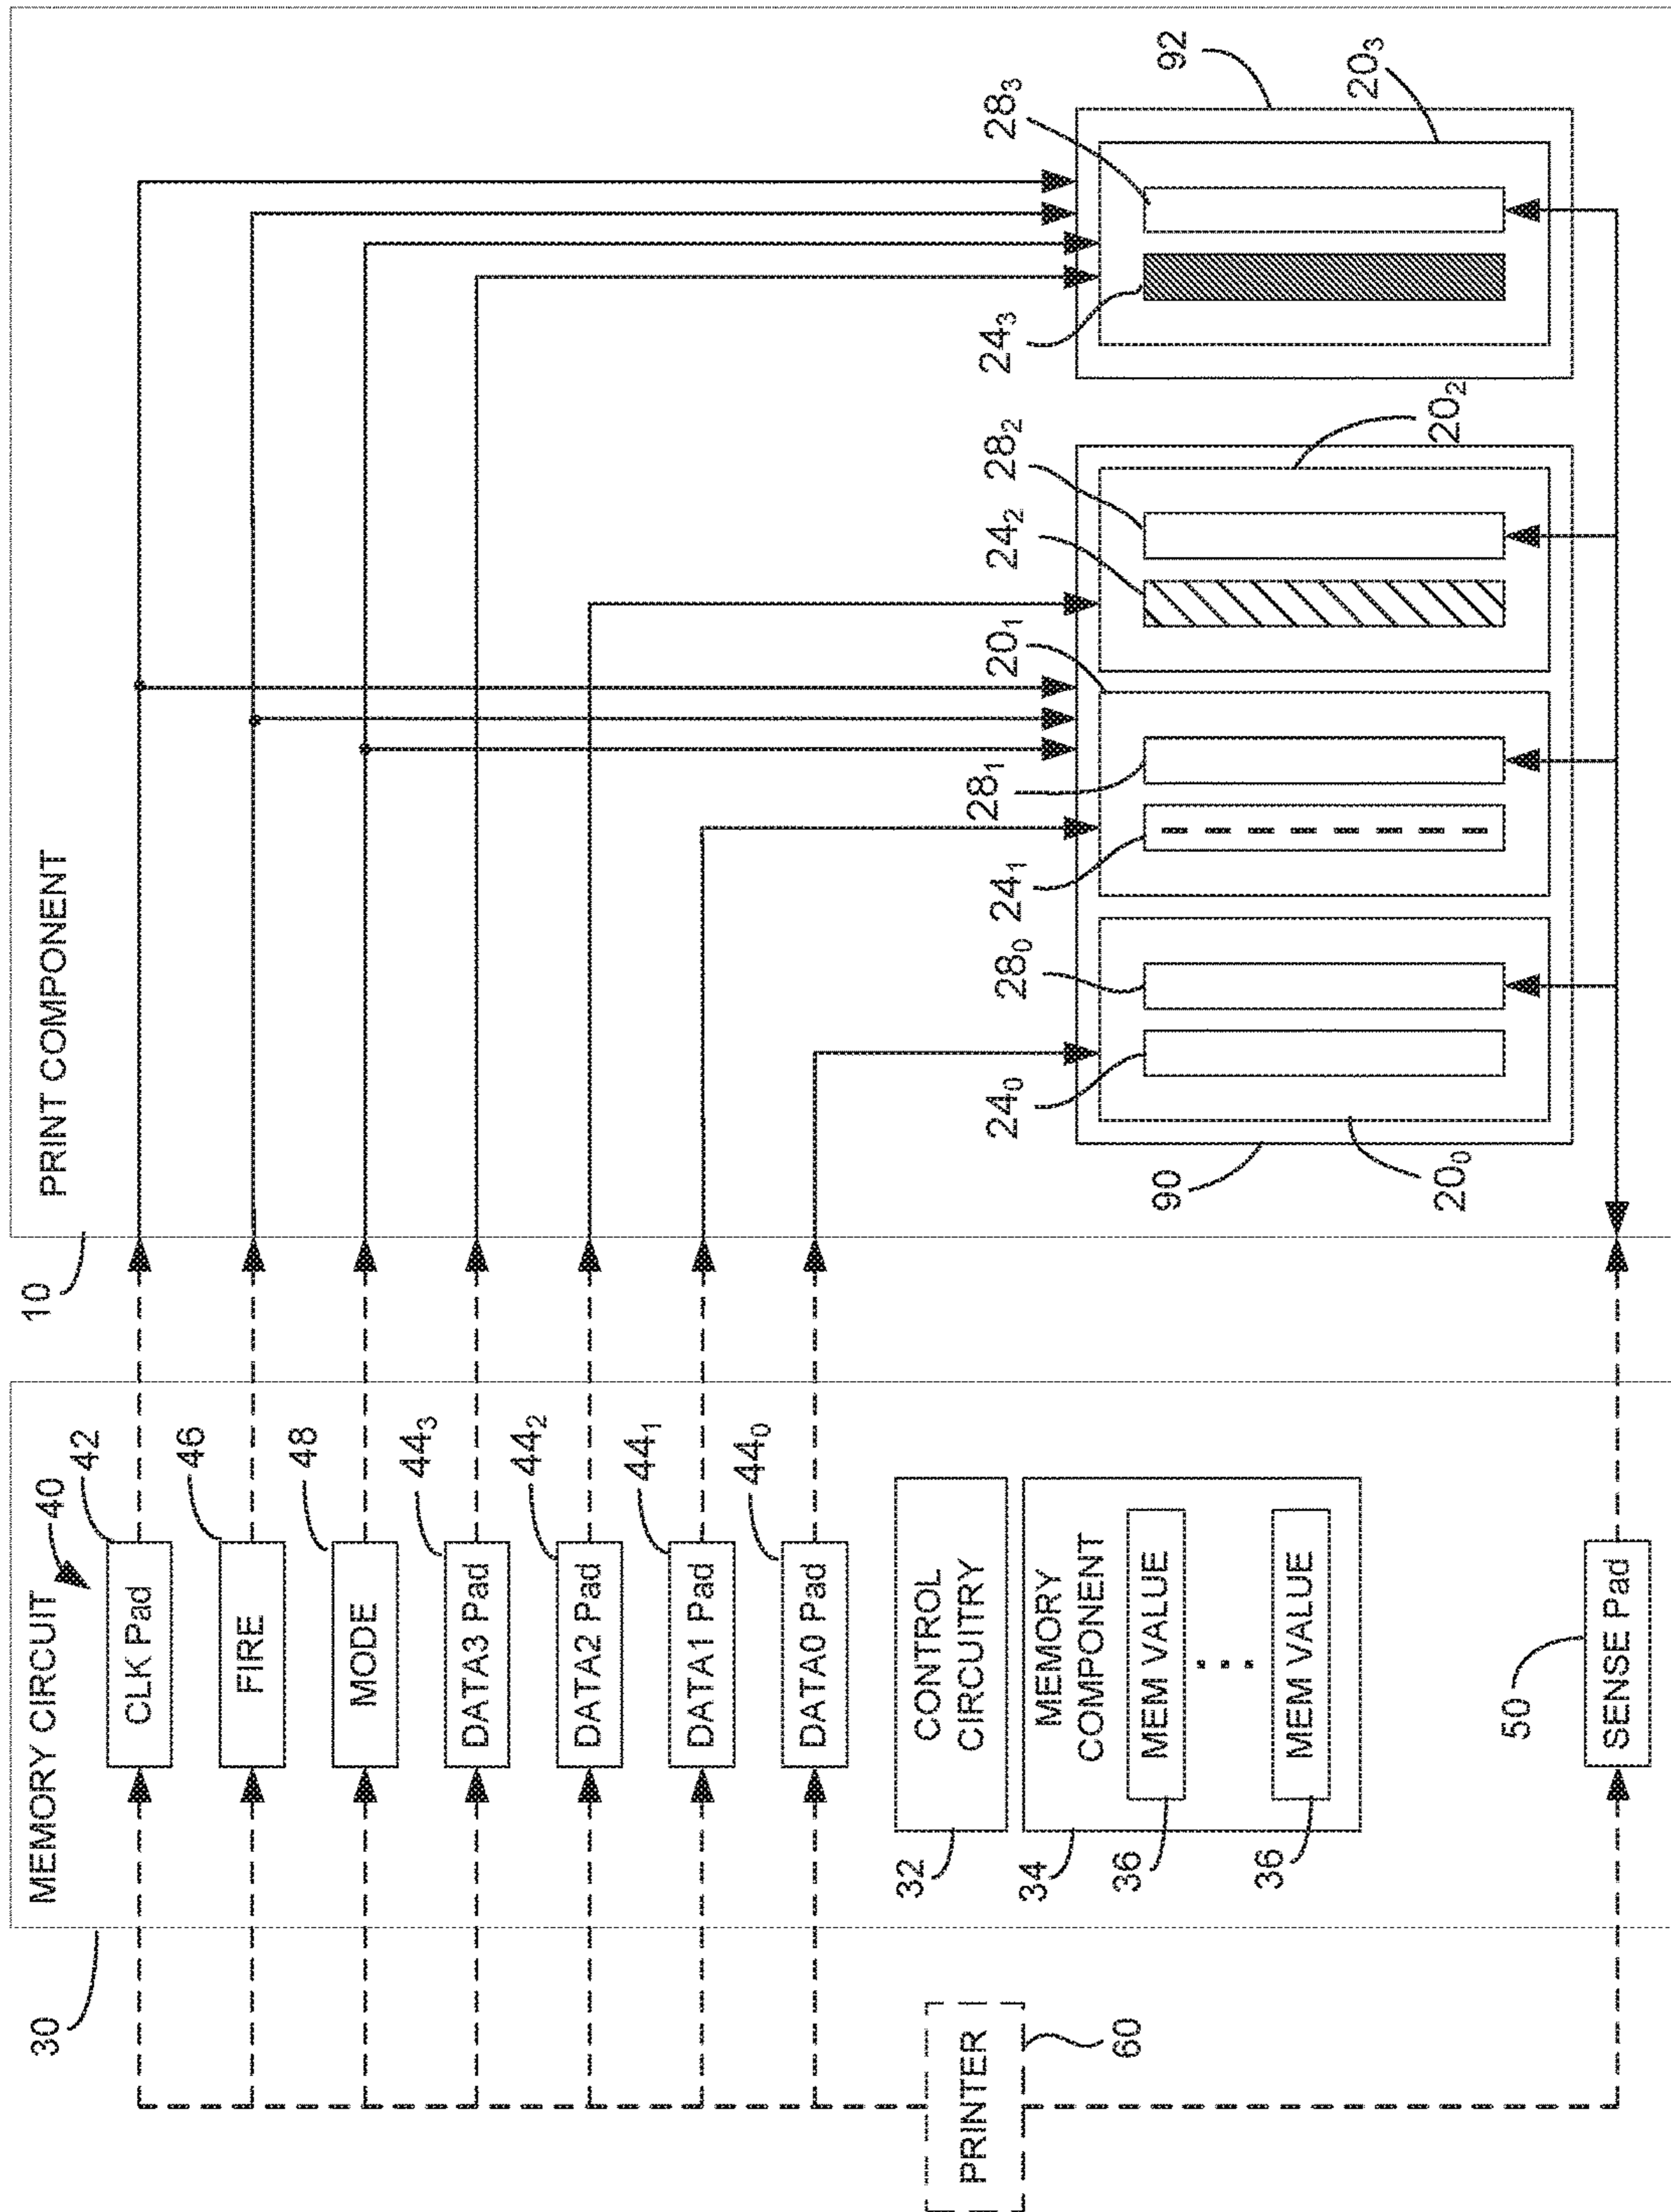 PRINT COMPONENT
10
MEMORY CIRCUIT
40
30
CLK Pad
42
FIRE
46
MODE
48
DATA3 Pad
44₃
DATA2 Pad
44₂
DATA1 Pad
44₁
DATA0 Pad
44₀
CONTROL
CIRCUITRY
32
MEMORY
COMPONENT
34
MEM VALUE
36
MEM VALUE
36
SENSE Pad
50
PRINTER
60
90
20₀
24₀
28₀
24₁
28₁
20₁
24₂
28₂
20₂
24₃
28₃
92
20₃